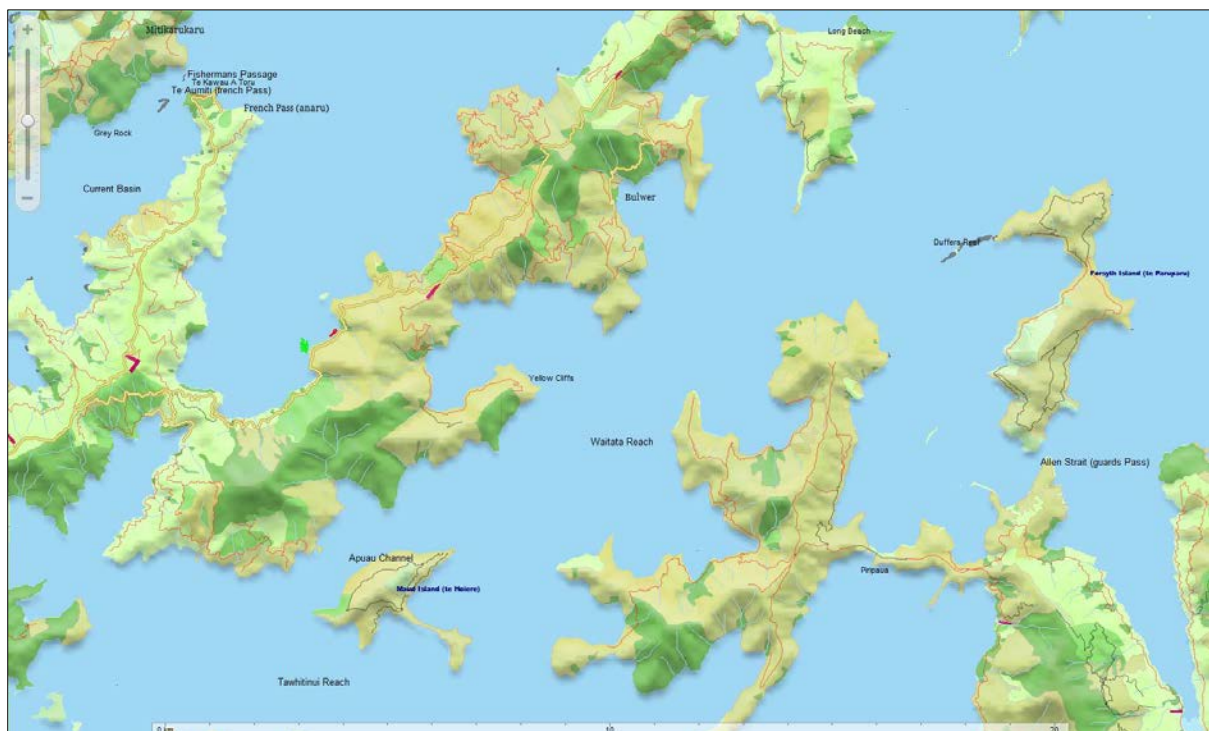 +
Mitikarukaru
Long Beach
Fishermans Passage
Te Kawau A Toru
Te Aumiti (french Pass)
French Pass (anaru)
Grey Rock
Current Basin
Bulwer
−
Duffers Reef
Forsyth Island (te Paruparu)
Yellow Cliffs
Waitata Reach
Allen Strait (guards Pass)
Apuau Channel
Piripaua
Maud Island (te Hoiere)
Tawhitinui Reach
0 km
10
20